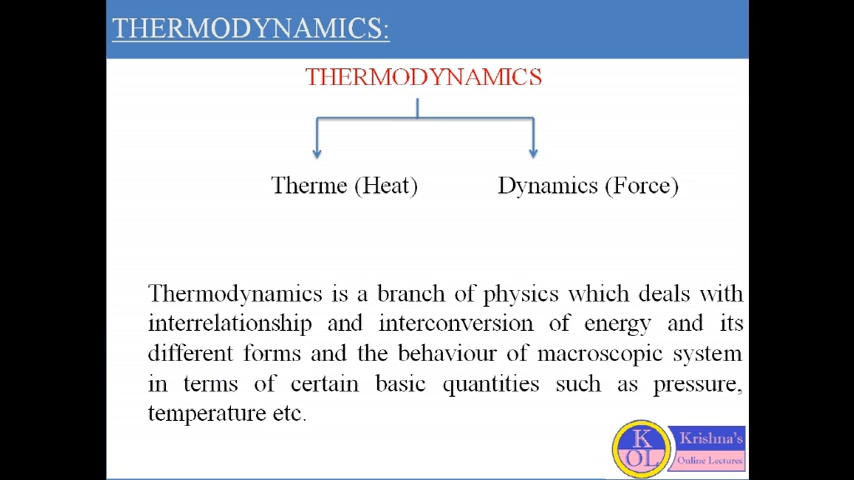 THERMODYNAMICS:
THERMODYNAMICS
Therme (Heat) Dynamics (Force)
Thermodynamics is a branch of physics which deals with
interrelationship and interconversion of energy and its
different forms and the behaviour of macroscopic system
in terms of certain basic quantities such as pressure,
temperature etc.
K
OL
Krishna's
Online Lectures